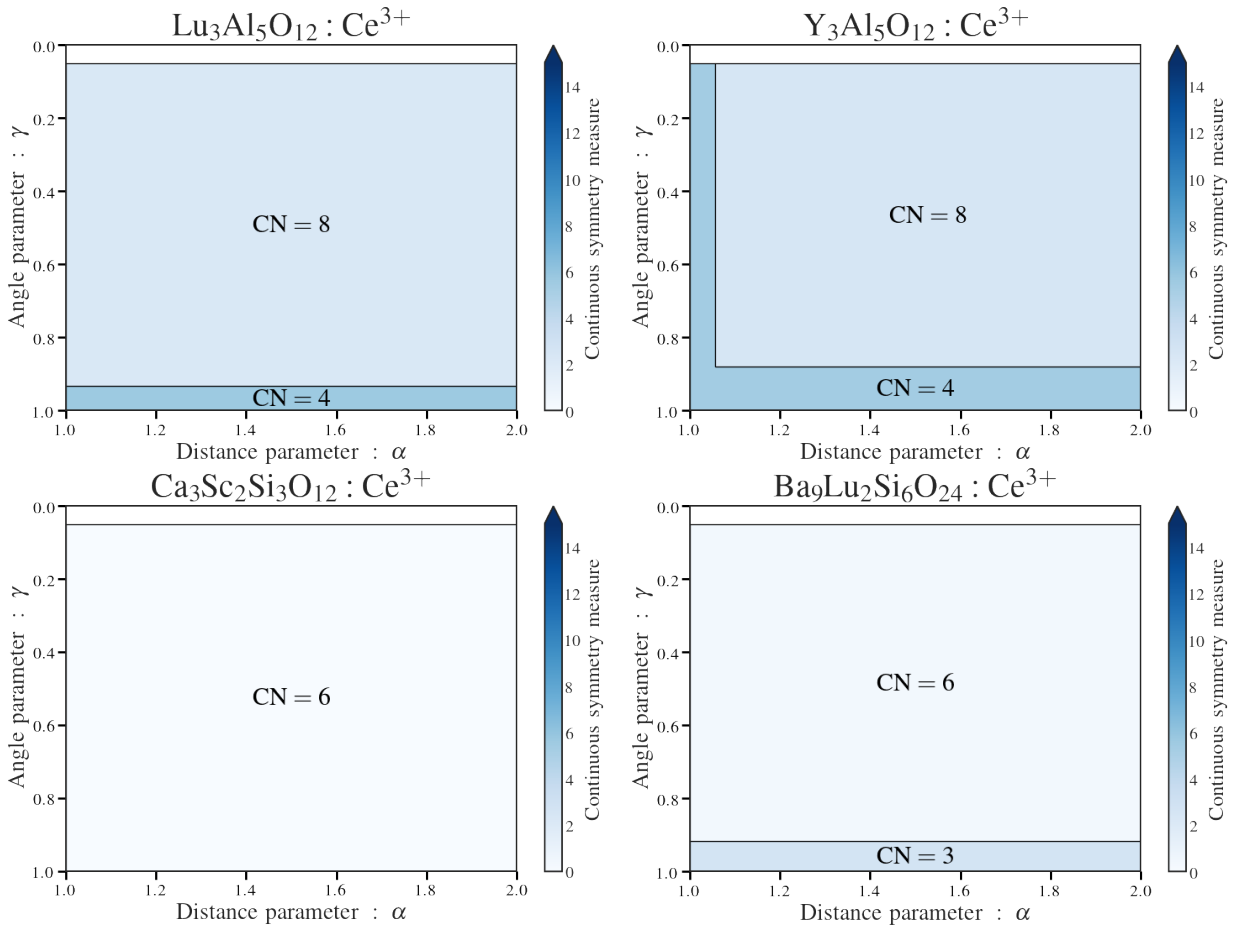 Lu3Al5O12 : Ce3+
0.0
0.2
0.4
0.6
0.8
1.0
Angle parameter : γ
CN = 8
CN = 4
1.0 1.2 1.4 1.6 1.8 2.0
Distance parameter : α
14
12
10
8
6
4
2
0
Continuous symmetry measure
Y3Al5O12 : Ce3+
0.0
0.2
0.4
0.6
0.8
1.0
Angle parameter : γ
CN = 8
CN = 4
1.0 1.2 1.4 1.6 1.8 2.0
Distance parameter : α
14
12
10
8
6
4
2
0
Continuous symmetry measure
Ca3Sc2Si3O12 : Ce3+
0.0
0.2
0.4
0.6
0.8
1.0
Angle parameter : γ
CN = 6
1.0 1.2 1.4 1.6 1.8 2.0
Distance parameter : α
14
12
10
8
6
4
2
0
Continuous symmetry measure
Ba9Lu2Si6O24 : Ce3+
0.0
0.2
0.4
0.6
0.8
1.0
Angle parameter : γ
CN = 6
CN = 3
1.0 1.2 1.4 1.6 1.8 2.0
Distance parameter : α
14
12
10
8
6
4
2
0
Continuous symmetry measure